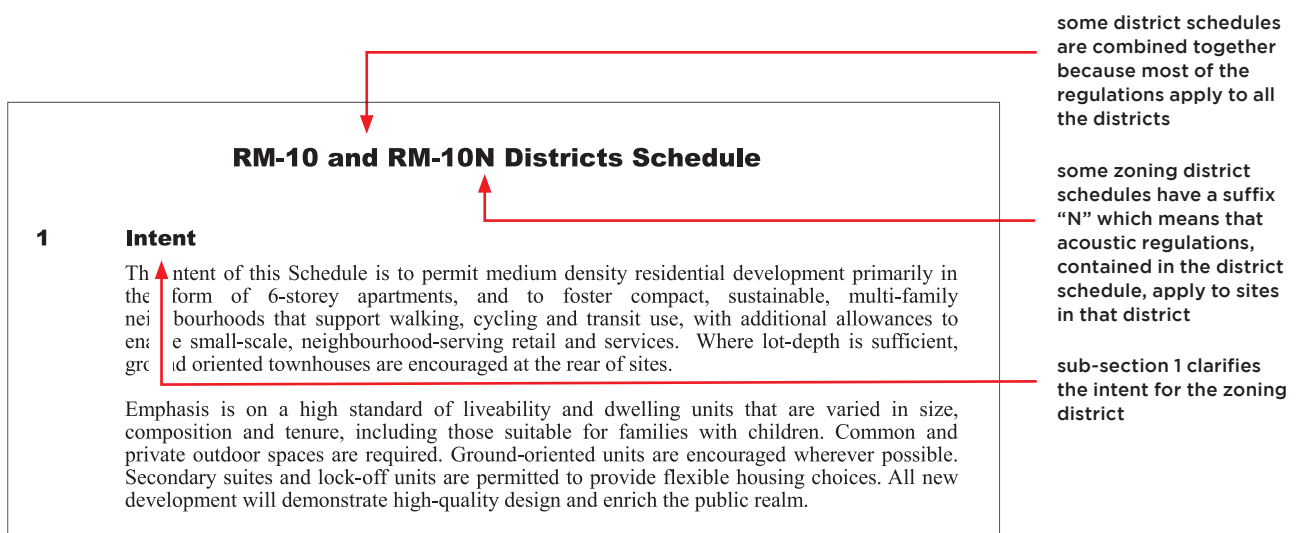 some district schedules
are combined together
because most of the
regulations apply to all
the districts
RM-10 and RM-10N Districts Schedule
some zoning district
schedules have a suffix
“N” which means that
acoustic regulations,
contained in the district
schedule, apply to sites
in that district
1 Intent
Th ntent of this Schedule is to permit medium density residential development primarily in
the form of 6-storey apartments, and to foster compact, sustainable, multi-family
nei bourhoods that support walking, cycling and transit use, with additional allowances to
ena e small-scale, neighbourhood-serving retail and services. Where lot-depth is sufficient,
gro d oriented townhouses are encouraged at the rear of sites.
sub-section 1 clarifies
the intent for the zoning
district
Emphasis is on a high standard of liveability and dwelling units that are varied in size,
composition and tenure, including those suitable for families with children. Common and
private outdoor spaces are required. Ground-oriented units are encouraged wherever possible.
Secondary suites and lock-off units are permitted to provide flexible housing choices. All new
development will demonstrate high-quality design and enrich the public realm.